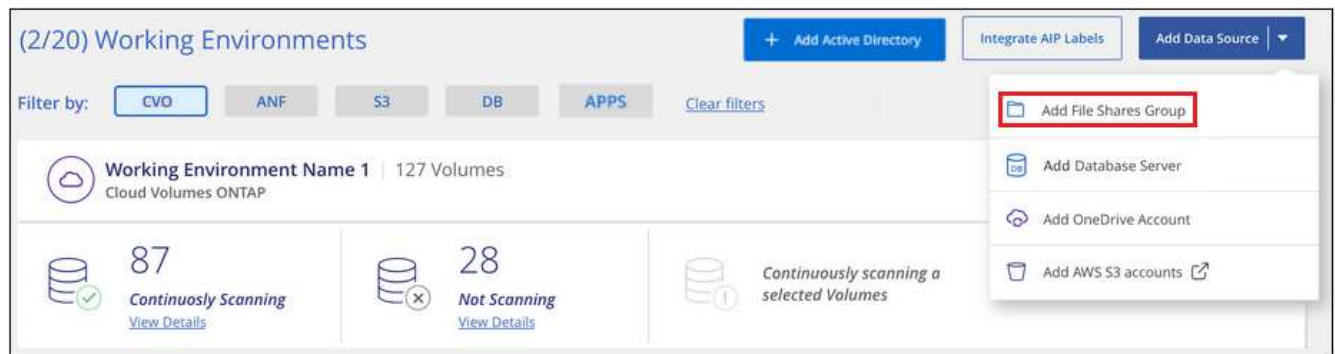 (2/20) Working Environments
+ Add Active Directory
Integrate AIP Labels
Add Data Source
Filter by:
CVO
ANF
S3
DB
APPS
Clear filters
Add File Shares Group
DB
Add Database Server
Add OneDrive Account
Add AWS S3 accounts
Working Environment Name 1 | 127 Volumes
Cloud Volumes ONTAP
87
Continuosly Scanning
View Details
28
Not Scanning
View Details
Continuously scanning a
selected Volumes